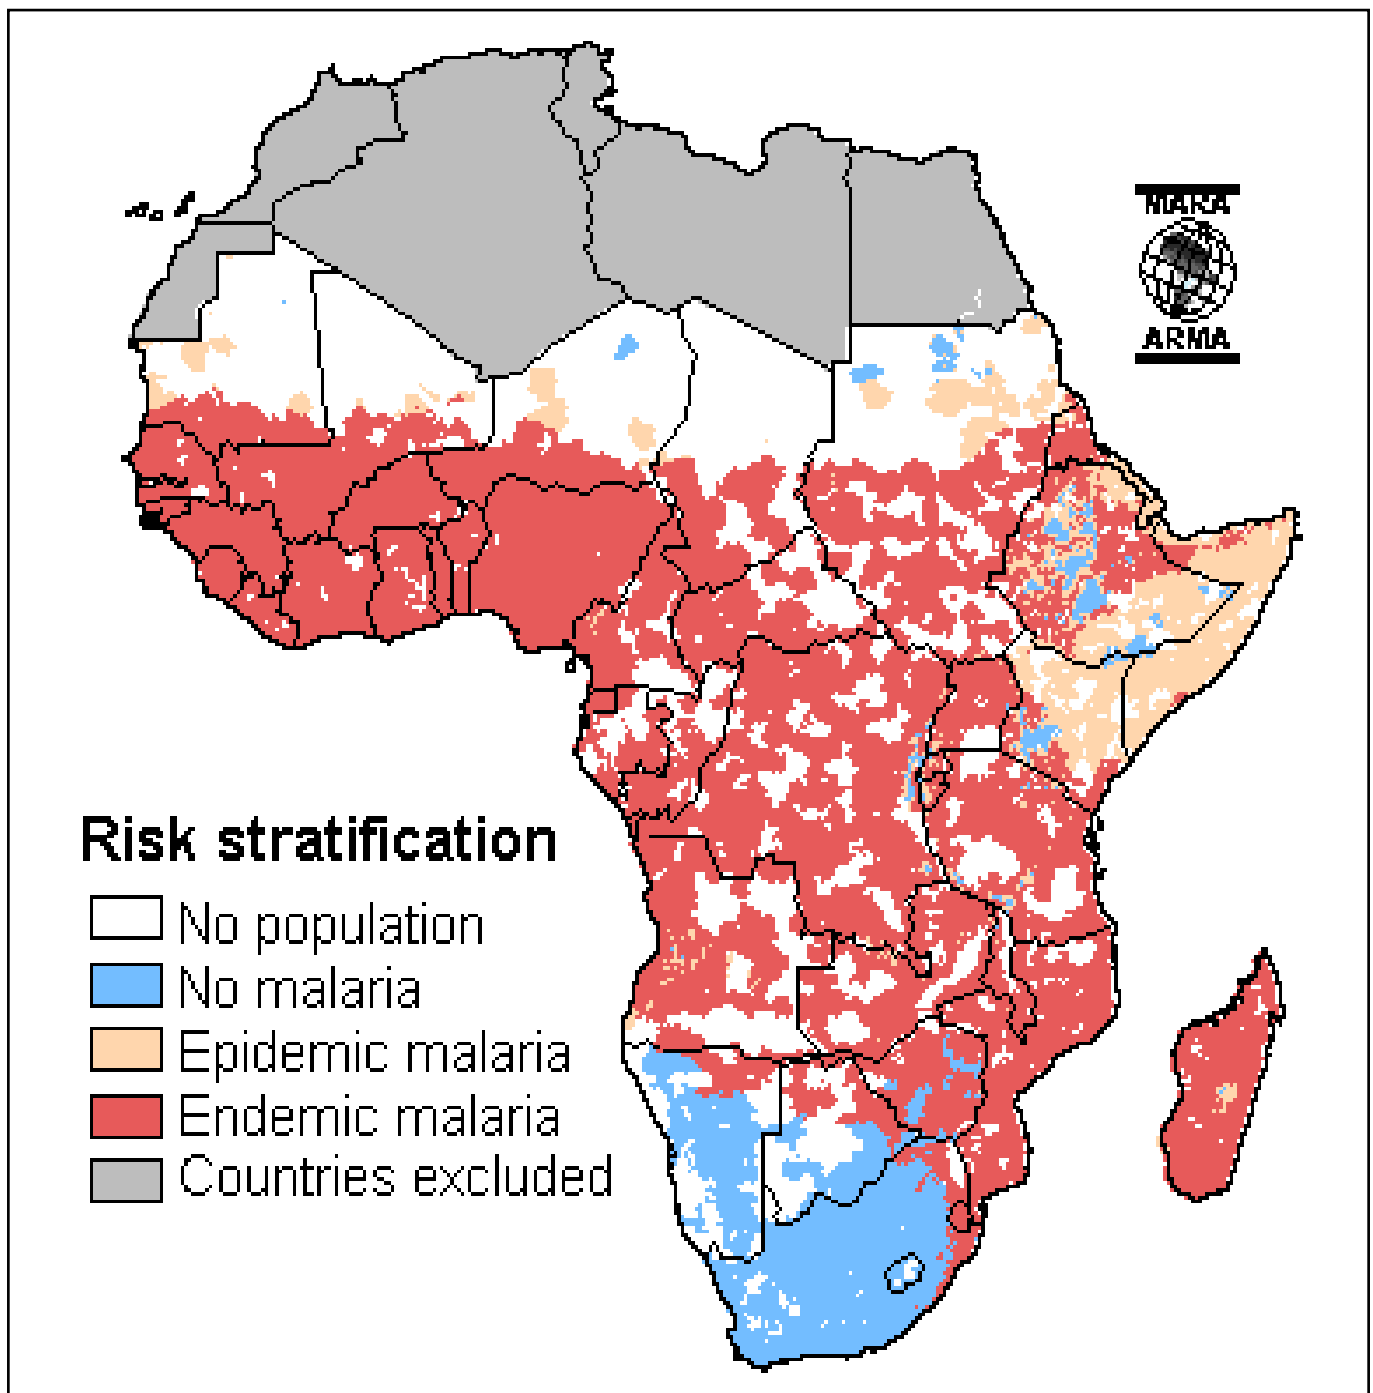 MARA
ARMA
Risk stratification
No population
No malaria
Epidemic malaria
Endemic malaria
Countries excluded